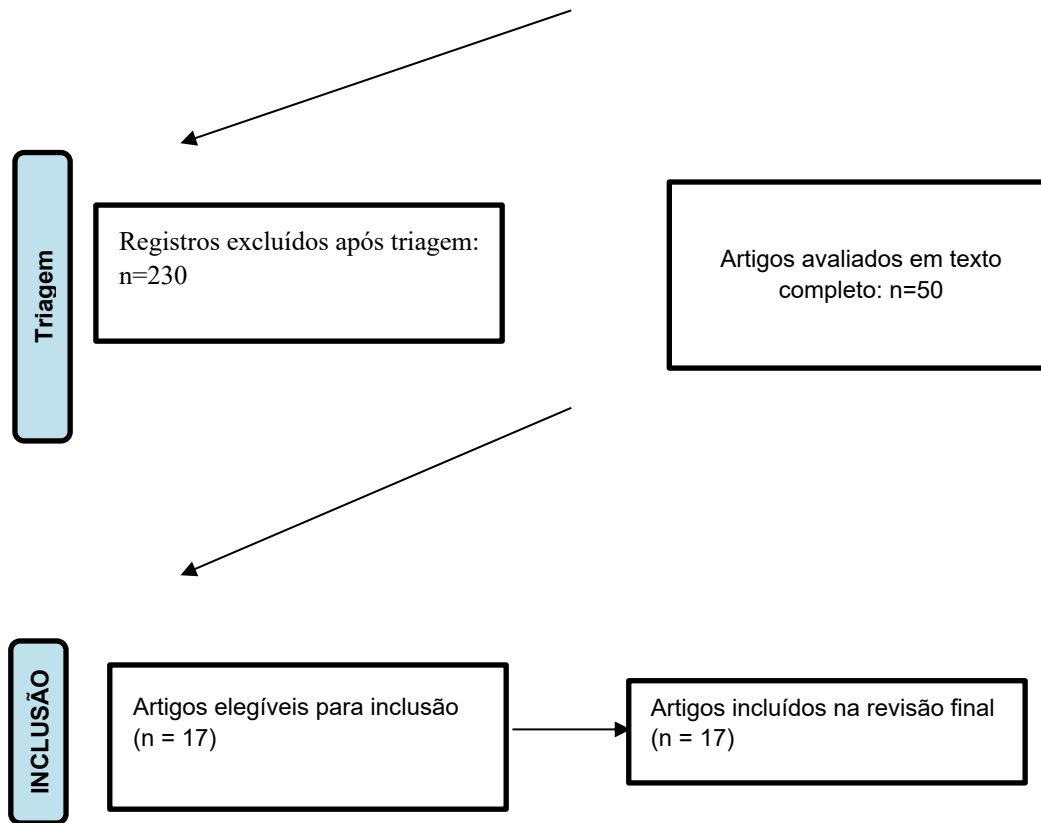 Triagem
Registros excluídos após triagem:
n=230
Artigos avaliados em texto
completo: n=50
INCLUSÃO
Artigos elegíveis para inclusão
(n = 17)
Artigos incluídos na revisão final
(n = 17)